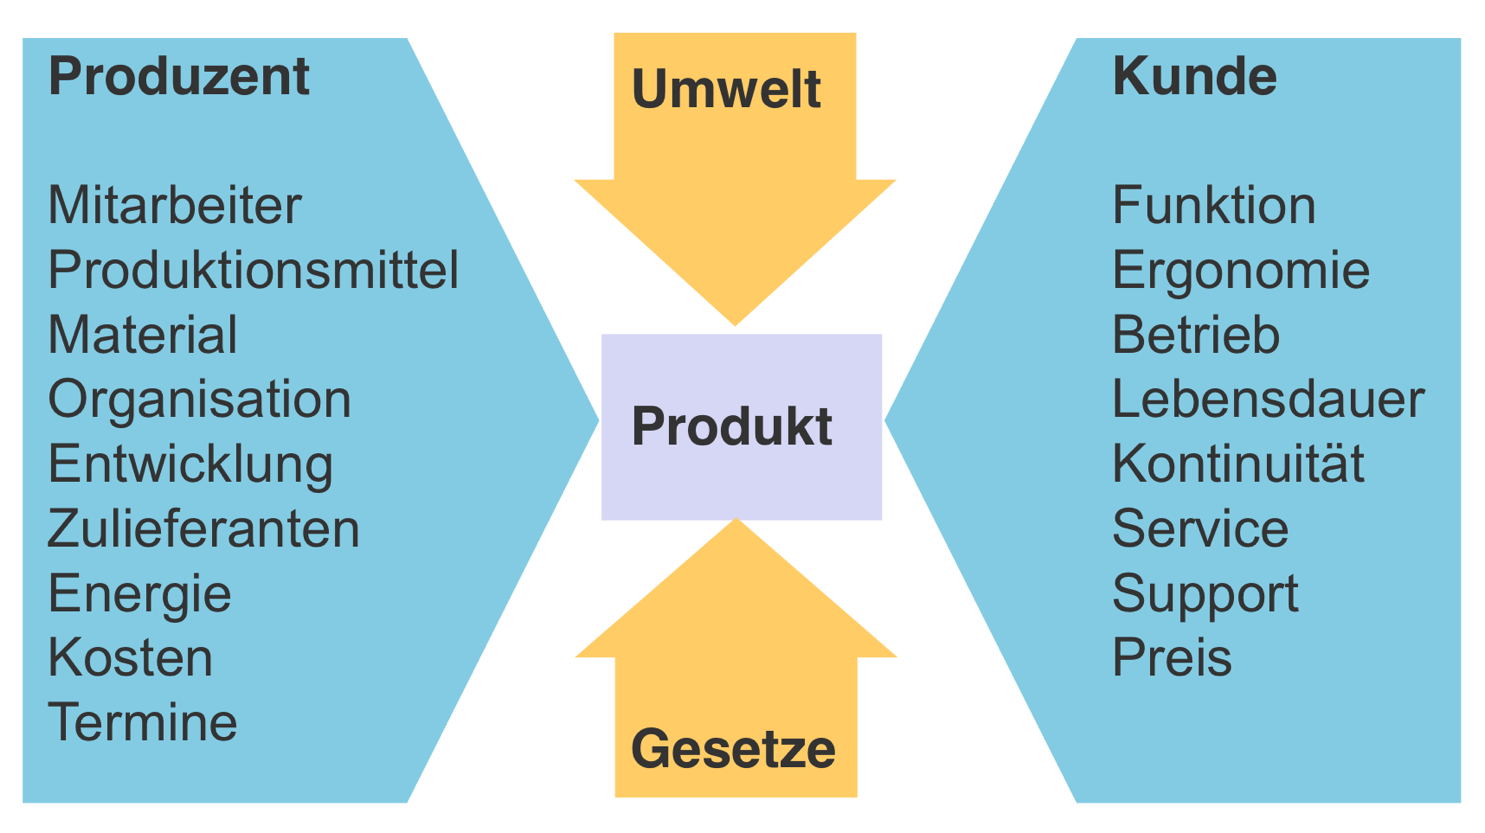 Produzent
Mitarbeiter
Produktionsmittel
Material
Organisation
Entwicklung
Zulieferanten
Energie
Kosten
Termine
Umwelt
Produkt
Gesetze
Kunde
Funktion
Ergonomie
Betrieb
Lebensdauer
Kontinuität
Service
Support
Preis